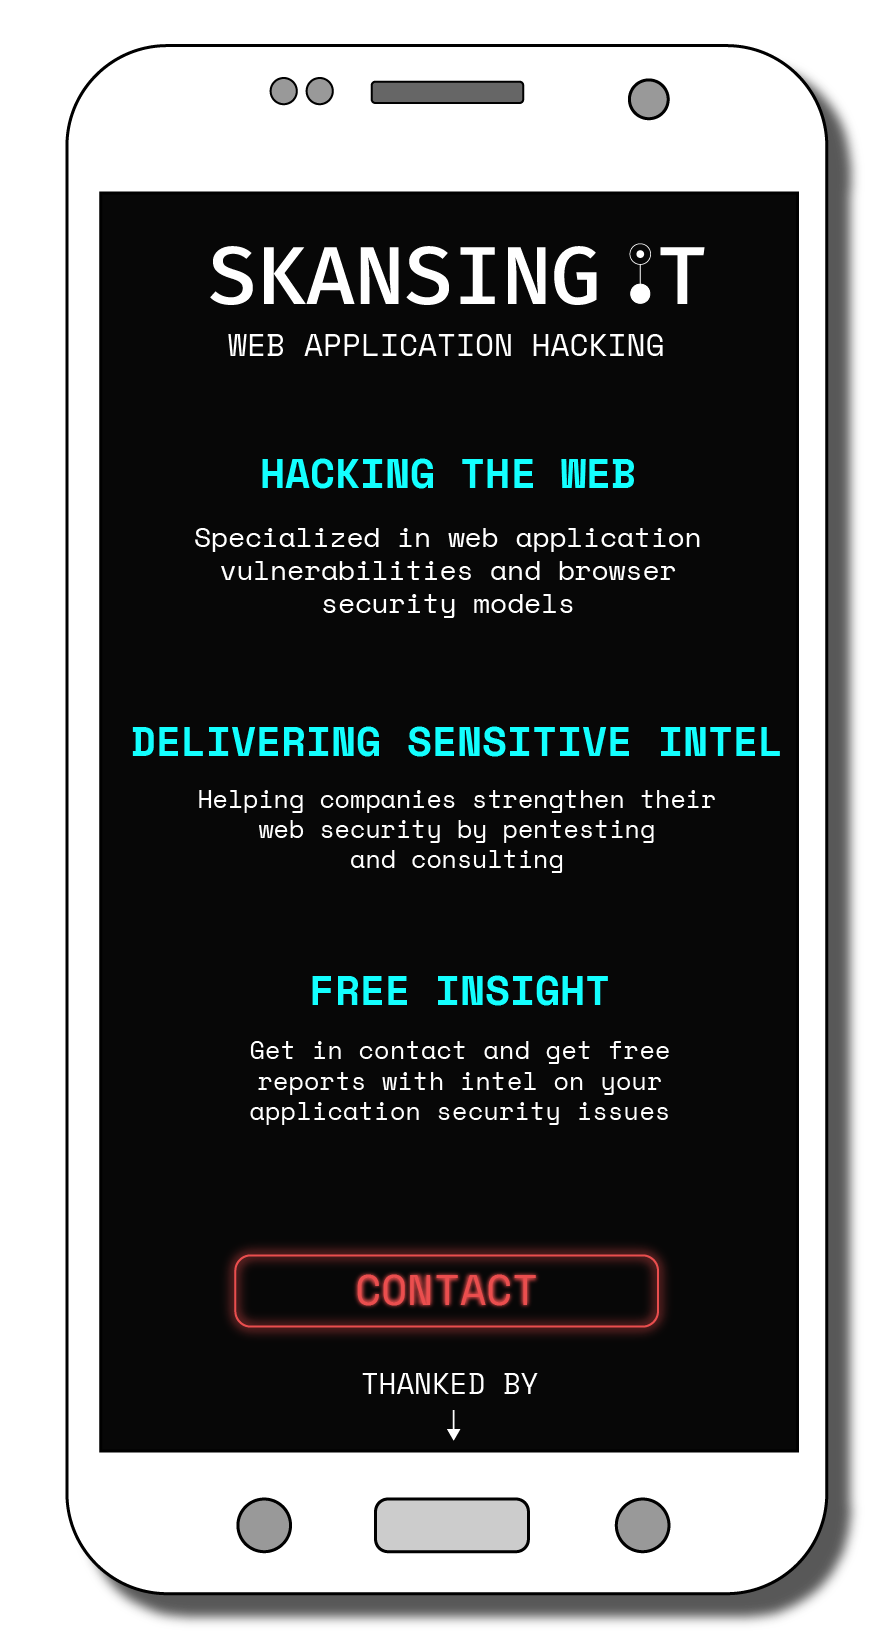 SKANSING iT
WEB APPLICATION HACKING
HACKING THE WEB
Specialized in web application
vulnerabilities and browser
security models
DELIVERING SENSITIVE INTEL
Helping companies strengthen their
web security by pentesting
and consulting
FREE INSIGHT
Get in contact and get free
reports with intel on your
application security issues
CONTACT
THANKED BY